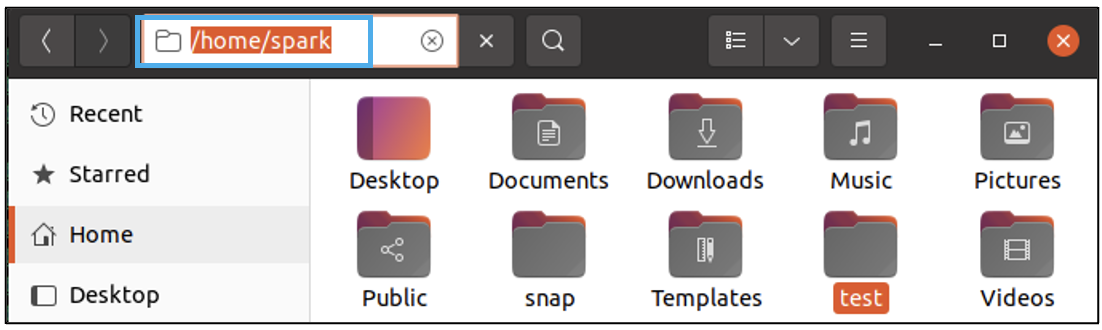 /home/spark
Recent
Starred
Home
Desktop
Desktop Documents Downloads Music Pictures
Public snap Templates test Videos